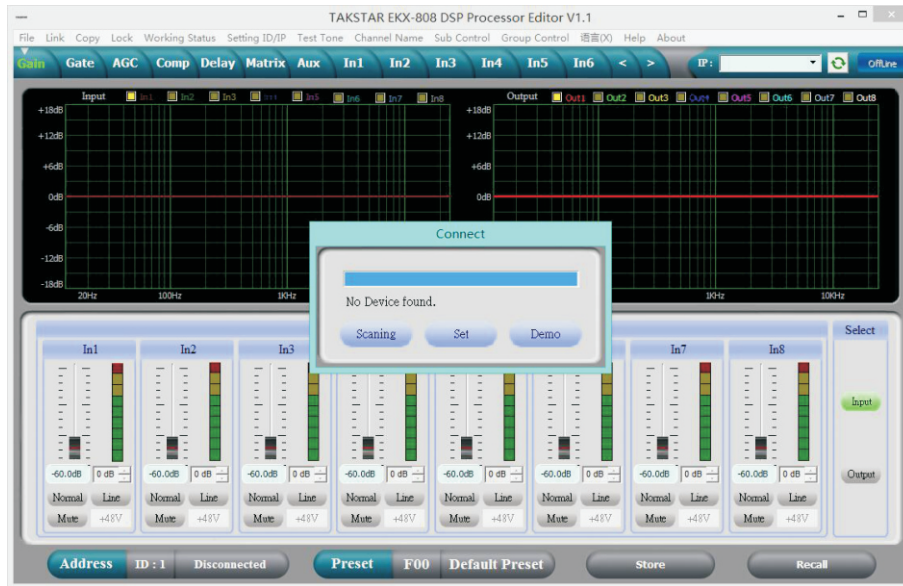 TAKSTAR EKX-808 DSP Processor Editor V1.1
File Link Copy Lock Working Status Setting ID/IP Test Tone Channel Name Sub Control Group Control 语言(X) Help About
Gain Gate AGC Comp Delay Matrix Aux In1 In2 In3 In4 In5 In6 < > IP: OffLine
Input In1 In2 In3 In4 In5 In6 In7 In8
Output Out1 Out2 Out3 Out4 Out5 Out6 Out7 Out8
+18dB +18dB
+12dB +12dB
+6dB +6dB
0dB 0dB
-6dB
-12dB
-18dB
20Hz 100Hz 1KHz 1KHz 10KHz
Connect
No Device found.
Scaning Set Demo
Select
In1 In2 In3 In7 In8
Input
-60.0dB 0 dB -60.0dB 0 dB -60.0dB 0 dB -60.0dB 0 dB -60.0dB 0 dB -60.0dB 0 dB -60.0dB 0 dB -60.0dB 0 dB Output
Normal Line Normal Line Normal Line Normal Line Normal Line Normal Line Normal Line Normal Line
Mute +48V Mute +48V Mute +48V Mute +48V Mute +48V Mute +48V Mute +48V Mute +48V
Address ID : 1 Disconnected Preset F00 Default Preset Store Recall